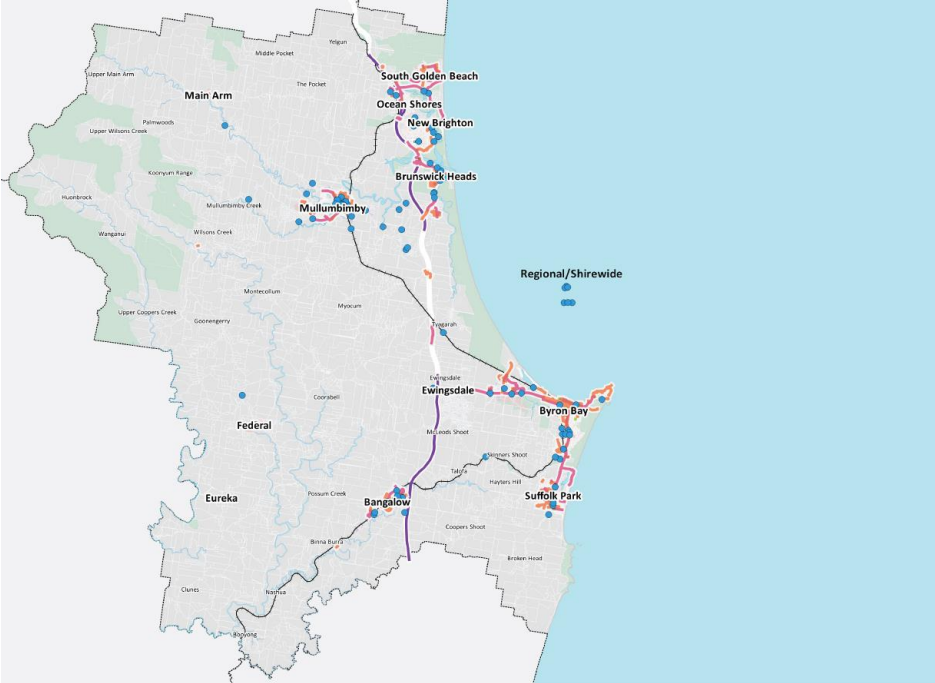 Yelgun
Middle Pocket
Upper Main Arm
South Golden Beach
The Pocket
Main Arm
Ocean Shores
Palmwoods
New Brighton
Upper Wilsons Creek
Koonyum Range
Brunswick Heads
Huonbrook
Mullumbimby Creek
Mullumbimby
Wanganui
Wilsons Creek
Regional/Shirewide
Montecollum
Myocum
Upper Coopers Creek
Goonengerry
Tyagarah
Ewingsdale
Ewingsdale
Coorabell
Byron Bay
Federal
McLeods Shoot
Skinners Shoot
Talofa
Hayters Hill
Possum Creek
Suffolk Park
Eureka
Bangalow
Coopers Shoot
Binna Burra
Broken Head
Clunes
Nashua
Booyong